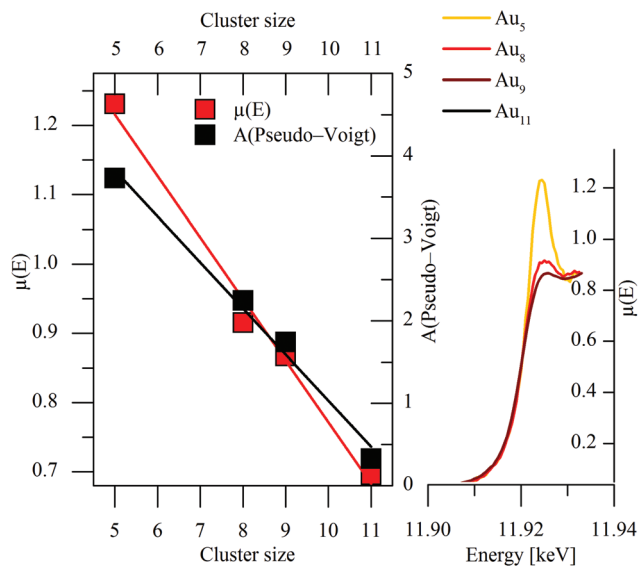 Cluster size
5 6 7 8 9 10 11
5
4
3
2
1
0
A(Pseudo–Voigt)
1.2
1.1
1.0
0.9
0.8
0.7
μ(E)
μ(E)
A(Pseudo–Voigt)
5 6 7 8 9 10 11
Cluster size
Au5
Au8
Au9
Au11
1.2
1.0
0.8
0.6
0.4
0.2
μ(E)
11.90 11.92 11.94
Energy [keV]